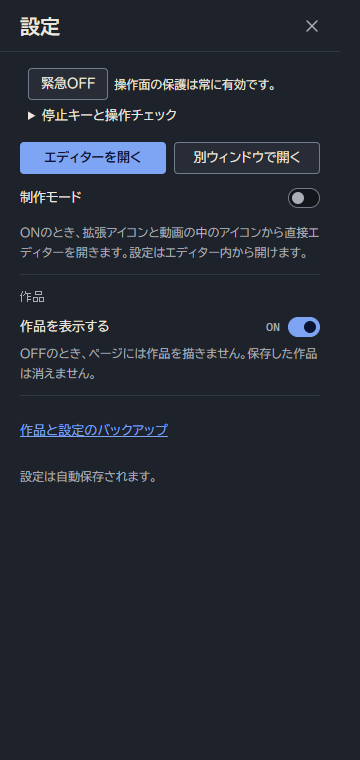 設定
緊急OFF 操作面の保護は常に有効です。
停止キーと操作チェック
エディターを開く 別ウィンドウで開く
制作モード
ONのとき、拡張アイコンと動画の中のアイコンから直接エ
ディターを開きます。設定はエディター内から開けます。
作品
作品を表示する ON
OFFのとき、ページには作品を描きません。保存した作品
は消えません。
作品と設定のバックアップ
設定は自動保存されます。